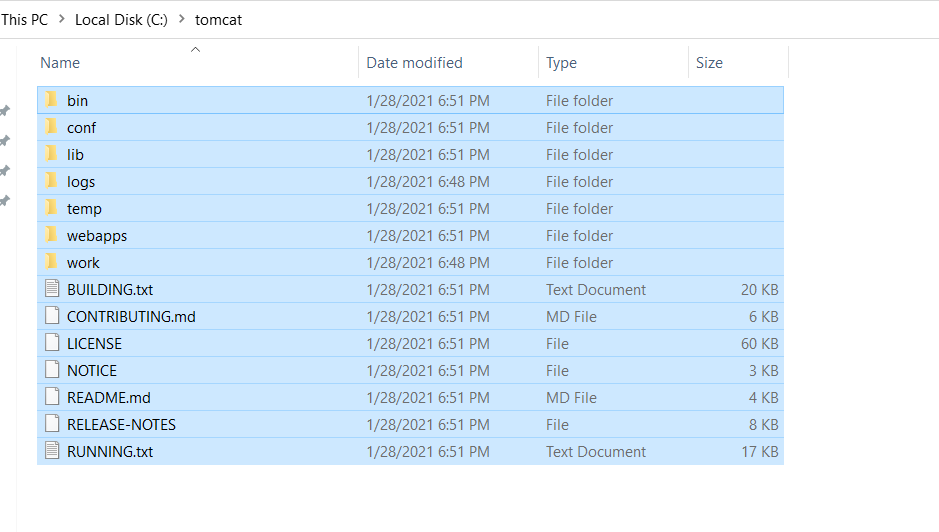 This PC > Local Disk (C:) > tomcat
Name Date modified Type Size
bin 1/28/2021 6:51 PM File folder
conf 1/28/2021 6:51 PM File folder
lib 1/28/2021 6:51 PM File folder
logs 1/28/2021 6:48 PM File folder
temp 1/28/2021 6:51 PM File folder
webapps 1/28/2021 6:51 PM File folder
work 1/28/2021 6:48 PM File folder
BUILDING.txt 1/28/2021 6:51 PM Text Document 20 KB
CONTRIBUTING.md 1/28/2021 6:51 PM MD File 6 KB
LICENSE 1/28/2021 6:51 PM File 60 KB
NOTICE 1/28/2021 6:51 PM File 3 KB
README.md 1/28/2021 6:51 PM MD File 4 KB
RELEASE-NOTES 1/28/2021 6:51 PM File 8 KB
RUNNING.txt 1/28/2021 6:51 PM Text Document 17 KB